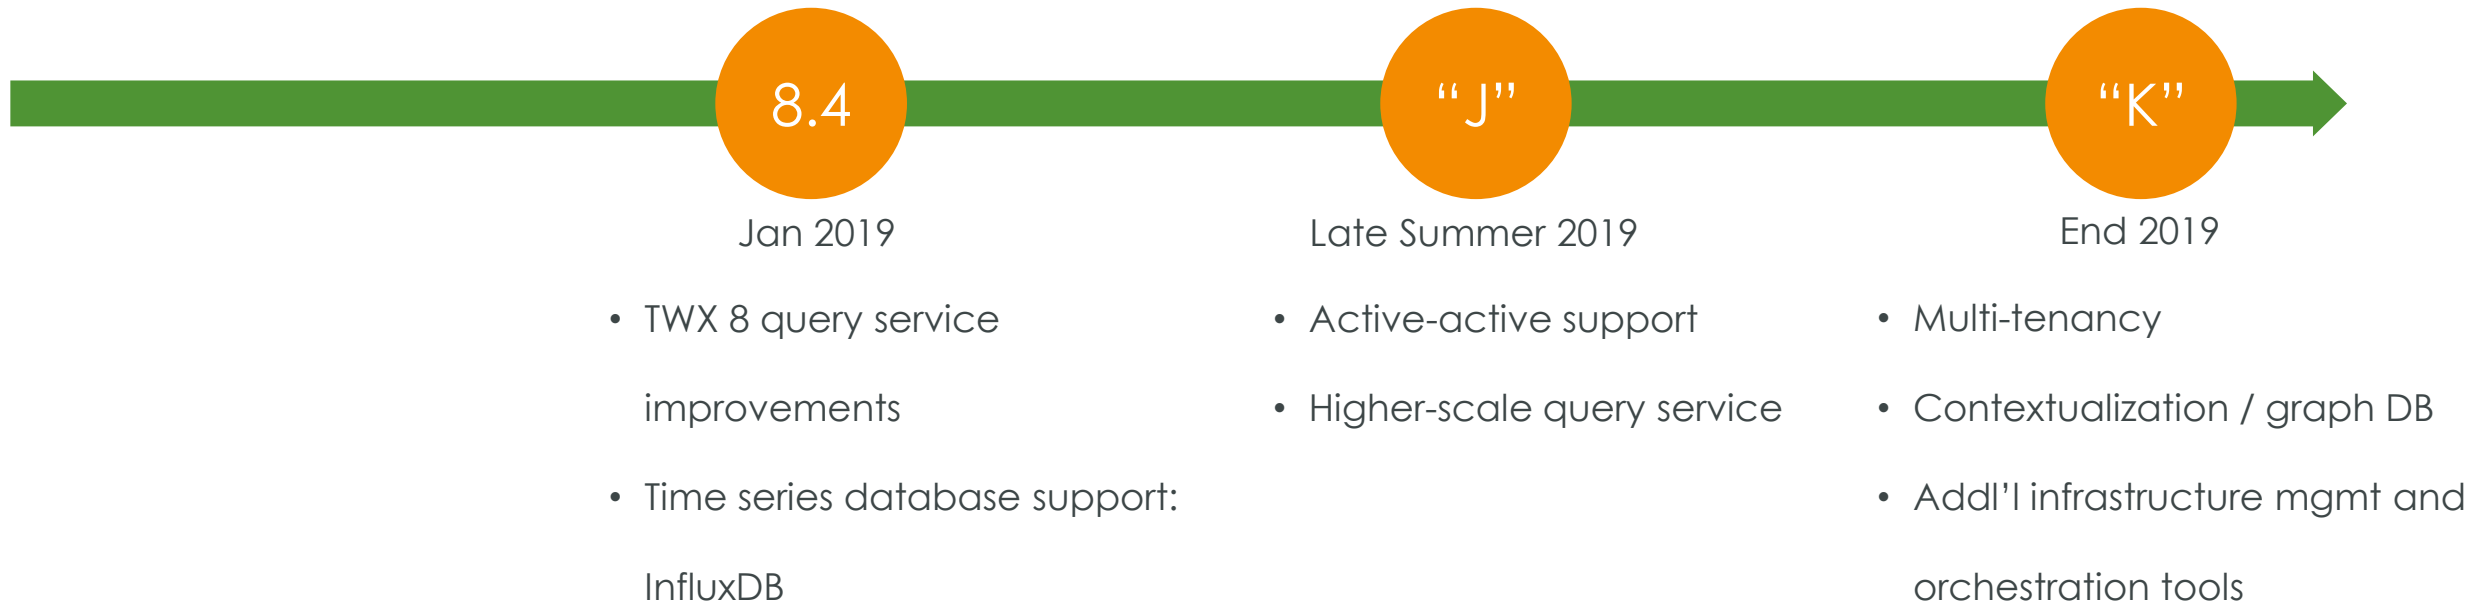 8.4
Jan 2019
• TWX 8 query service
improvements
• Time series database support:
InfluxDB
“J”
Late Summer 2019
• Active-active support
• Higher-scale query service
“K”
End 2019
• Multi-tenancy
• Contextualization / graph DB
• Addl’l infrastructure mgmt and
orchestration tools